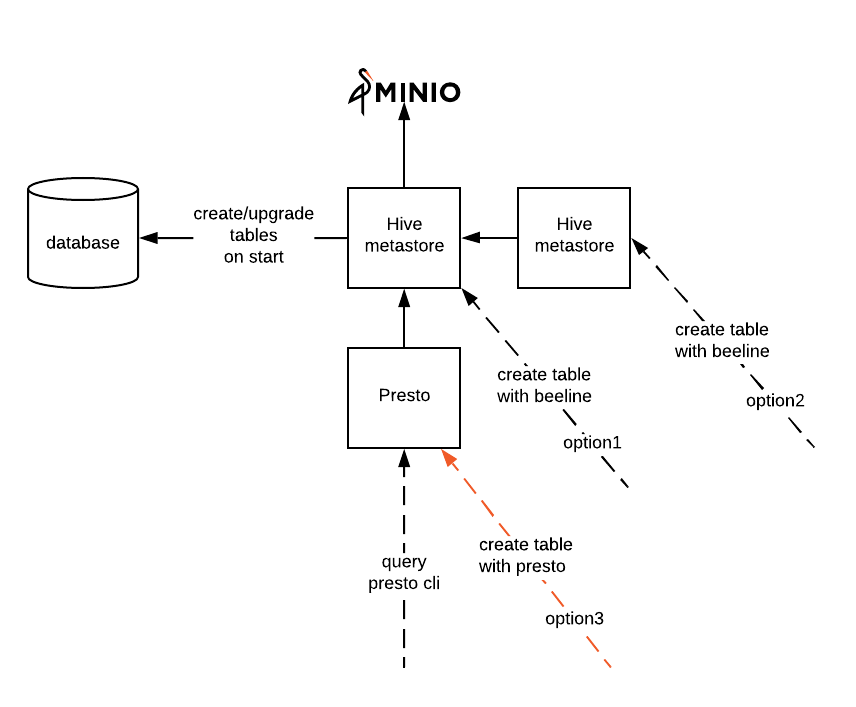 MINIO
database
create/upgrade
tables
on start
Hive
metastore
Hive
metastore
create table
with beeline
option2
Presto
create table
with beeline
option1
query
presto cli
create table
with presto
option3